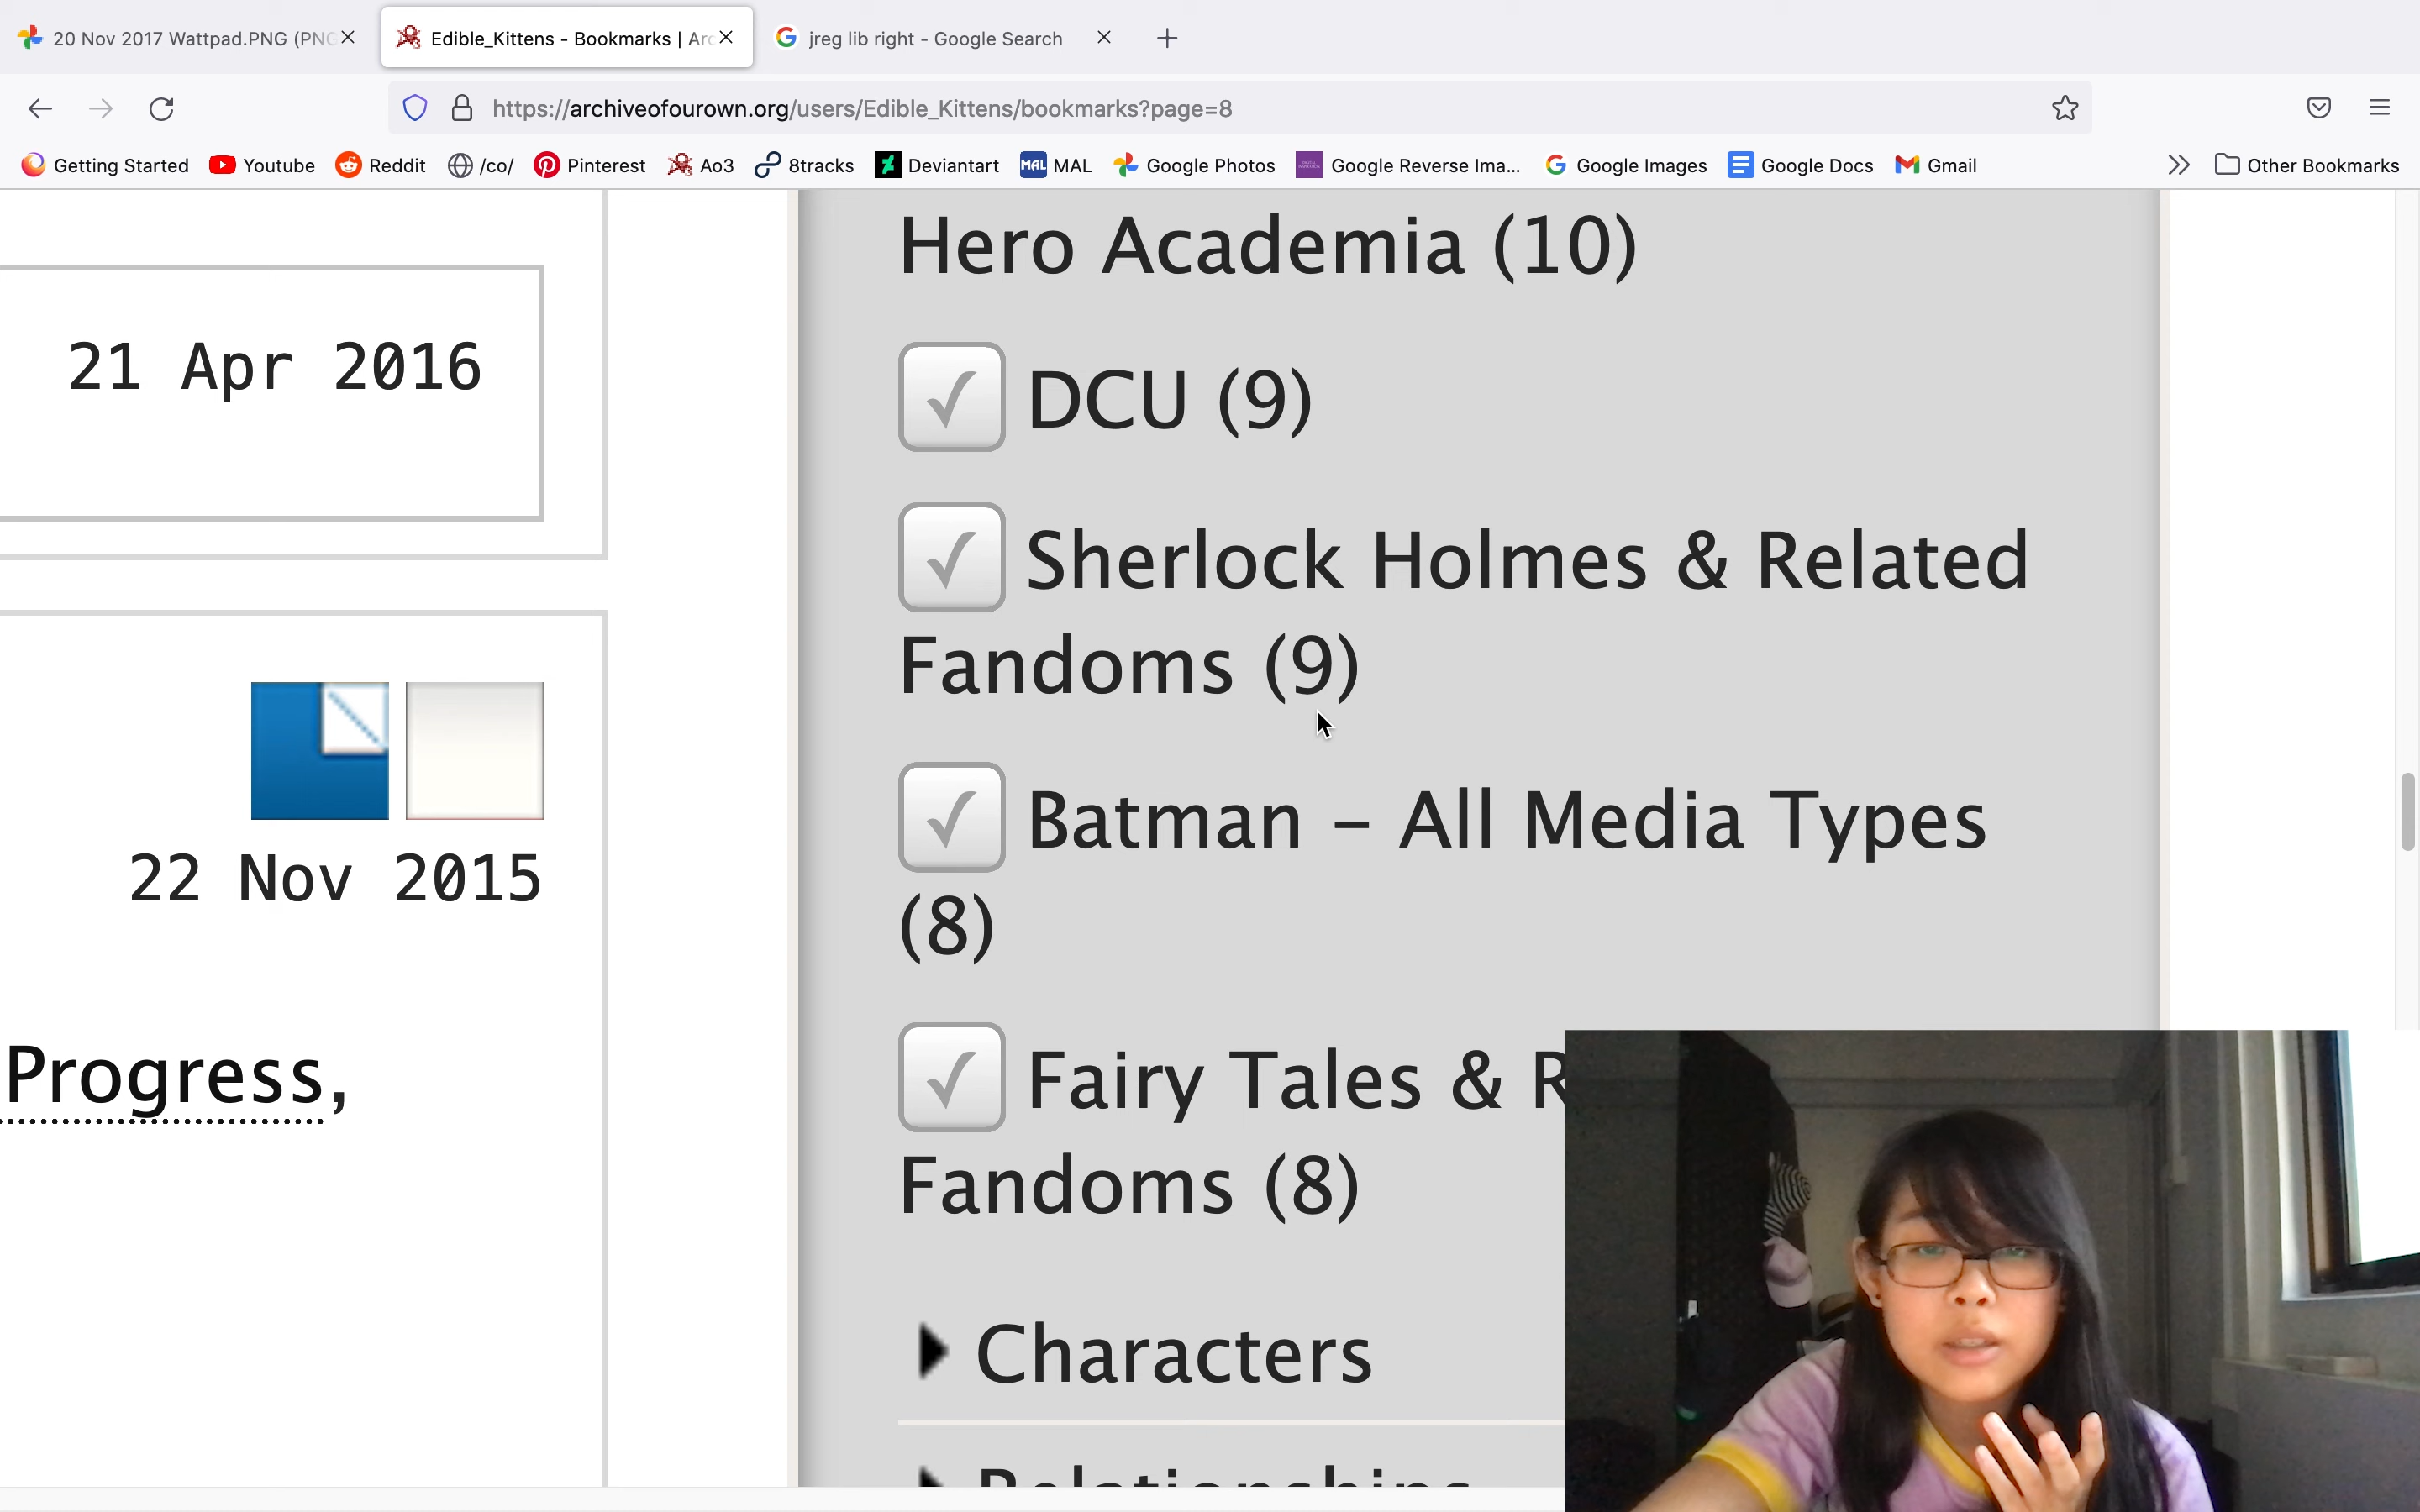 20 Nov 2017 Wattpad.PNG (PNG
Edible_Kittens - Bookmarks | Arc
jreg lib right - Google Search
https://archiveofourown.org/users/Edible_Kittens/bookmarks?page=8
Getting Started
Youtube
Reddit
/co/
Pinterest
Ao3
8tracks
Deviantart
MAL MAL
Google Photos
Google Reverse Ima...
Google Images
Google Docs
Gmail
Other Bookmarks
21 Apr 2016
22 Nov 2015
Progress,
Hero Academia (10)
DCU (9)
Sherlock Holmes & Related
Fandoms (9)
Batman – All Media Types
(8)
Fairy Tales & R
Fandoms (8)
Characters
Relationships